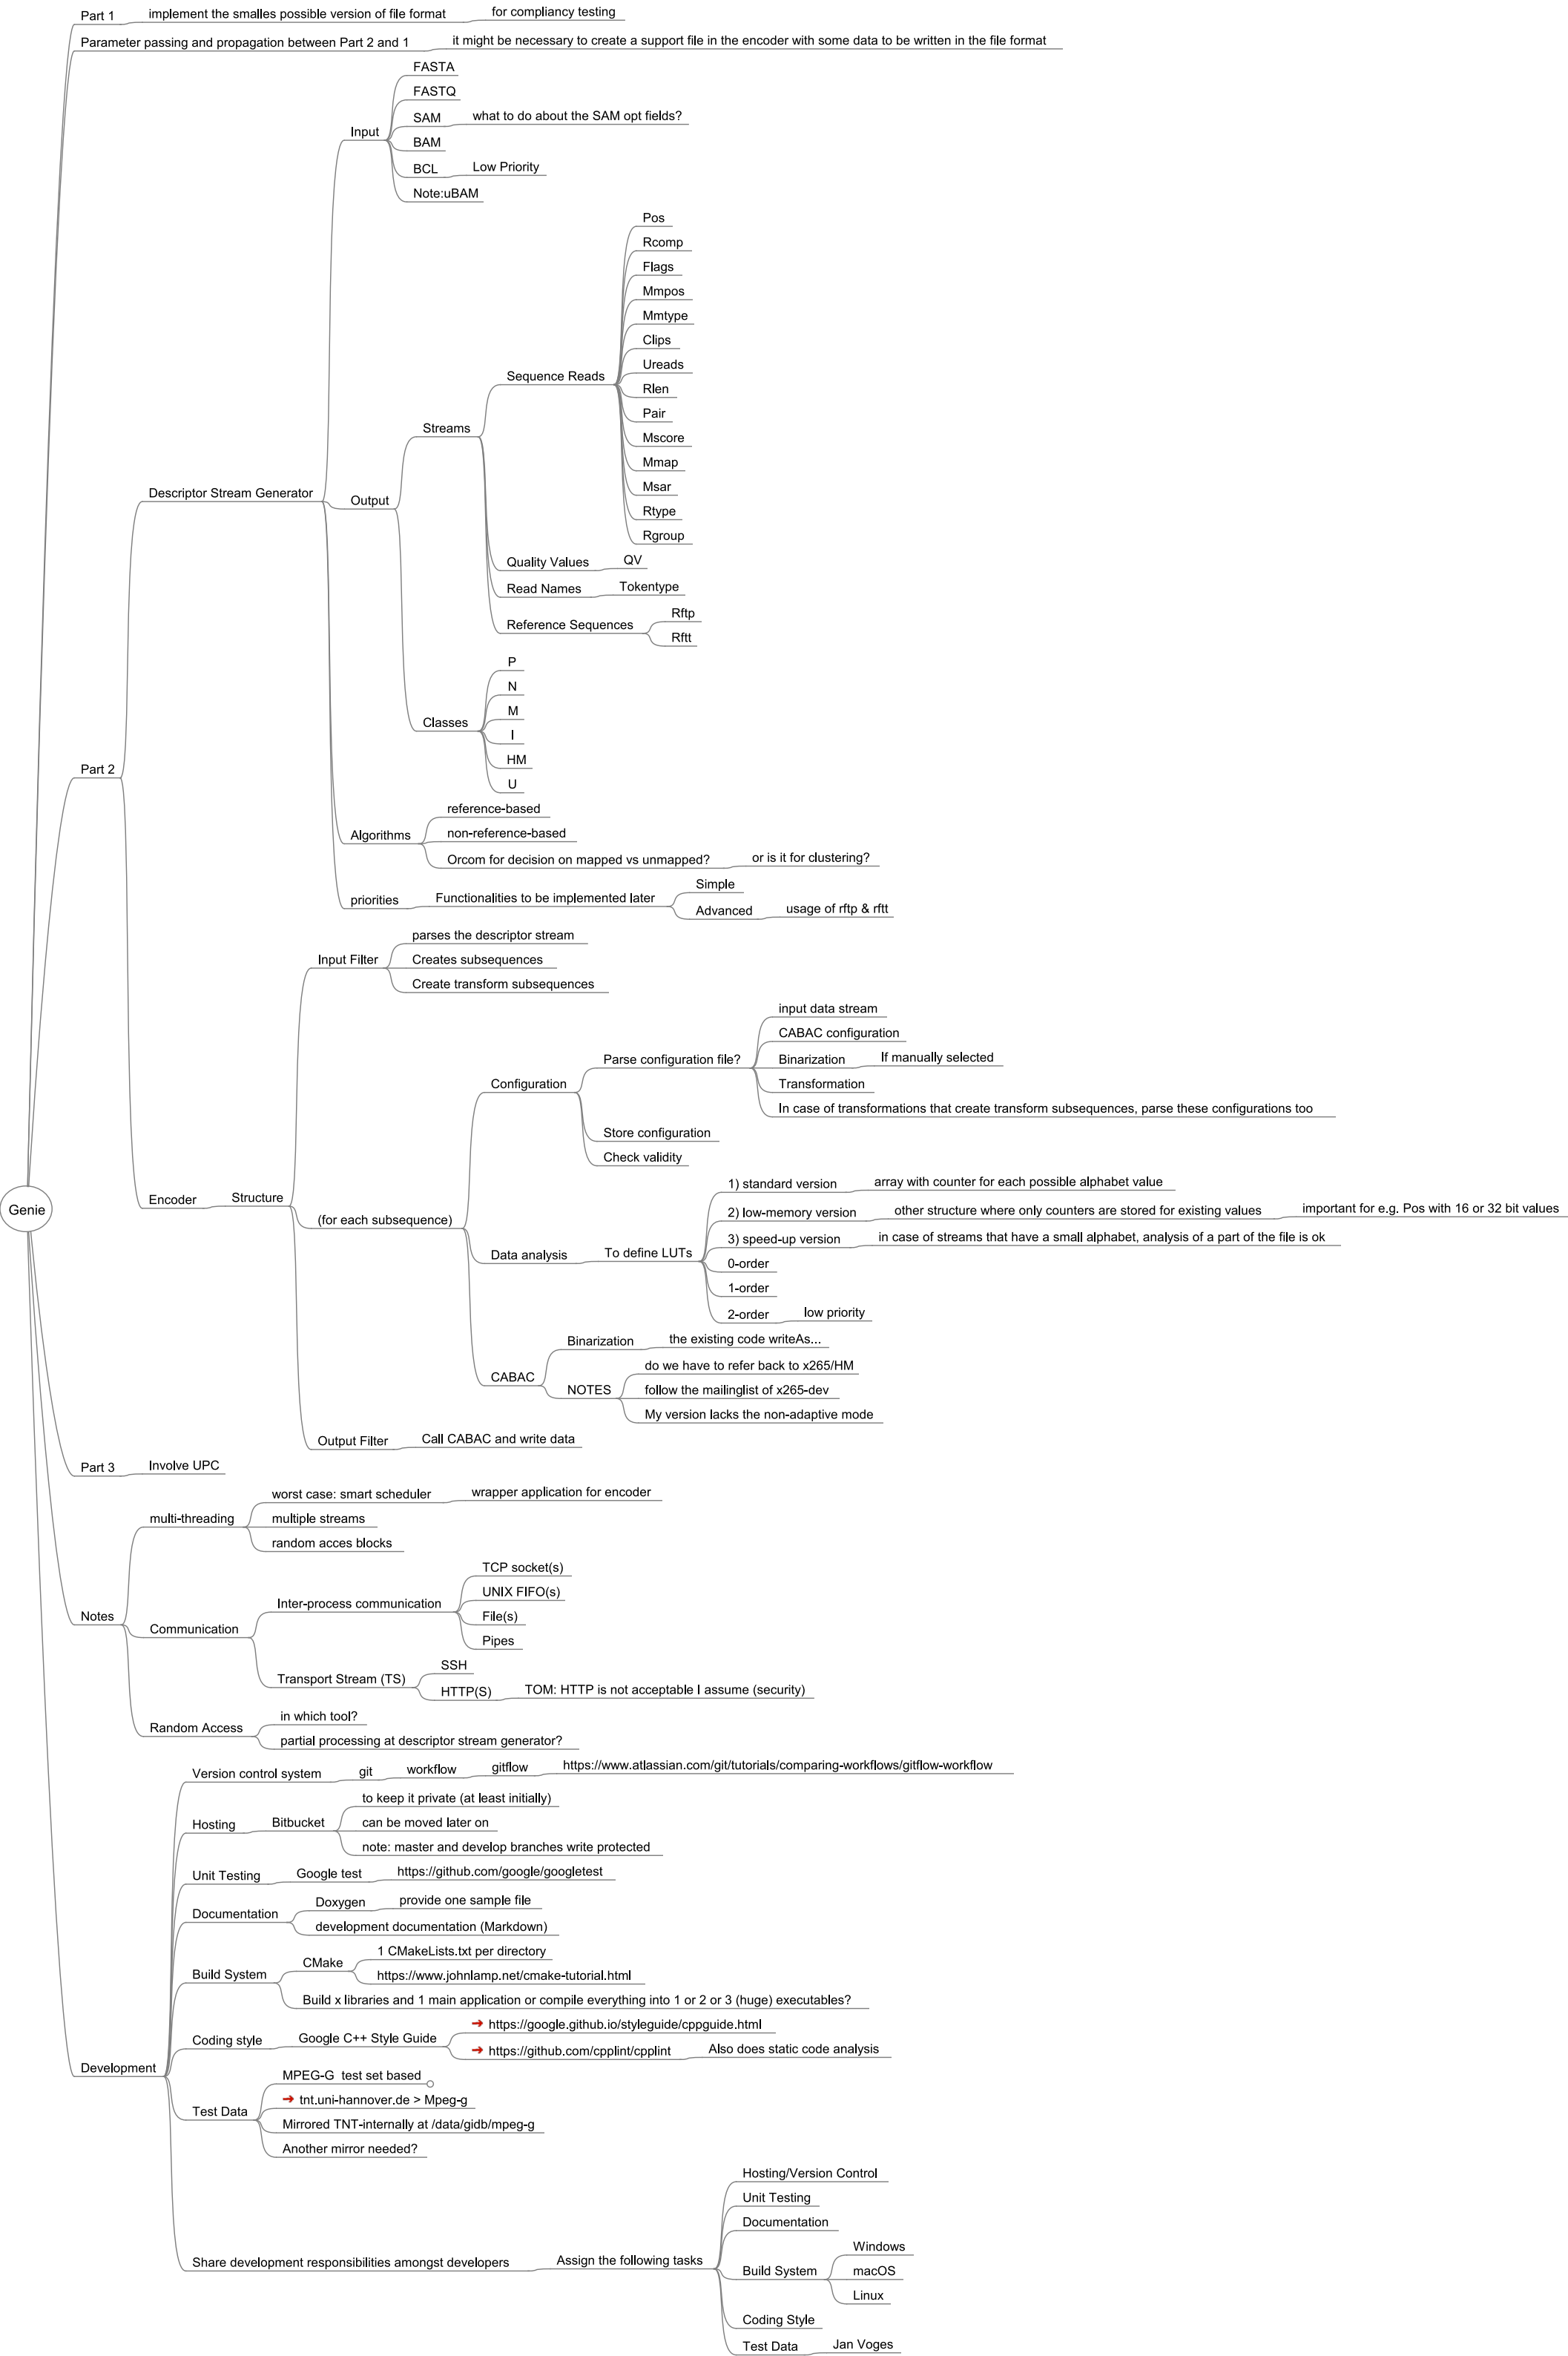 Part 1
implement the smalles possible version of file format
for compliancy testing
Parameter passing and propagation between Part 2 and 1
it might be necessary to create a support file in the encoder with some data to be written in the file format
FASTA
FASTQ
Input
SAM
what to do about the SAM opt fields?
BAM
BCL
Low Priority
Note:uBAM
Pos
Rcomp
Flags
Mmpos
Mmtype
Clips
Ureads
Sequence Reads
Rlen
Pair
Streams
Mscore
Mmap
Msar
Descriptor Stream Generator
Output
Rtype
Rgroup
Quality Values
QV
Read Names
Tokentype
Reference Sequences
Rftp
Rftt
P
N
M
Classes
I
HM
U
Part 2
reference-based
Algorithms
non-reference-based
Orcom for decision on mapped vs unmapped?
or is it for clustering?
priorities
Functionalities to be implemented later
Simple
Advanced
usage of rftp & rftt
parses the descriptor stream
Input Filter
Creates subsequences
Create transform subsequences
input data stream
CABAC configuration
Parse configuration file?
Binarization
If manually selected
Configuration
Transformation
In case of transformations that create transform subsequences, parse these configurations too
Store configuration
Check validity
Genie
Encoder
Structure
1) standard version
array with counter for each possible alphabet value
(for each subsequence)
2) low-memory version
other structure where only counters are stored for existing values
important for e.g. Pos with 16 or 32 bit values
Data analysis
To define LUTs
3) speed-up version
in case of streams that have a small alphabet, analysis of a part of the file is ok
0-order
1-order
2-order
low priority
Binarization
the existing code writeAs...
CABAC
do we have to refer back to x265/HM
NOTES
follow the mailinglist of x265-dev
My version lacks the non-adaptive mode
Output Filter
Call CABAC and write data
Part 3
Involve UPC
worst case: smart scheduler
wrapper application for encoder
multi-threading
multiple streams
random acces blocks
TCP socket(s)
Inter-process communication
UNIX FIFO(s)
File(s)
Notes
Communication
Pipes
Transport Stream (TS)
SSH
HTTP(S)
TOM: HTTP is not acceptable I assume (security)
Random Access
in which tool?
partial processing at descriptor stream generator?
Version control system
git
workflow
gitflow
https://www.atlassian.com/git/tutorials/comparing-workflows/gitflow-workflow
to keep it private (at least initially)
Hosting
Bitbucket
can be moved later on
note: master and develop branches write protected
Unit Testing
Google test
https://github.com/google/googletest
Documentation
Doxygen
provide one sample file
development documentation (Markdown)
Build System
CMake
1 CMakeLists.txt per directory
https://www.johnlamp.net/cmake-tutorial.html
Build x libraries and 1 main application or compile everything into 1 or 2 or 3 (huge) executables?
Coding style
Google C++ Style Guide
➜ https://google.github.io/styleguide/cppguide.html
➜ https://github.com/cpplint/cpplint
Also does static code analysis
Development
MPEG-G test set based
Test Data
➜ tnt.uni-hannover.de > Mpeg-g
Mirrored TNT-internally at /data/gidb/mpeg-g
Another mirror needed?
Hosting/Version Control
Unit Testing
Documentation
Share development responsibilities amongst developers
Assign the following tasks
Build System
Windows
macOS
Linux
Coding Style
Test Data
Jan Voges